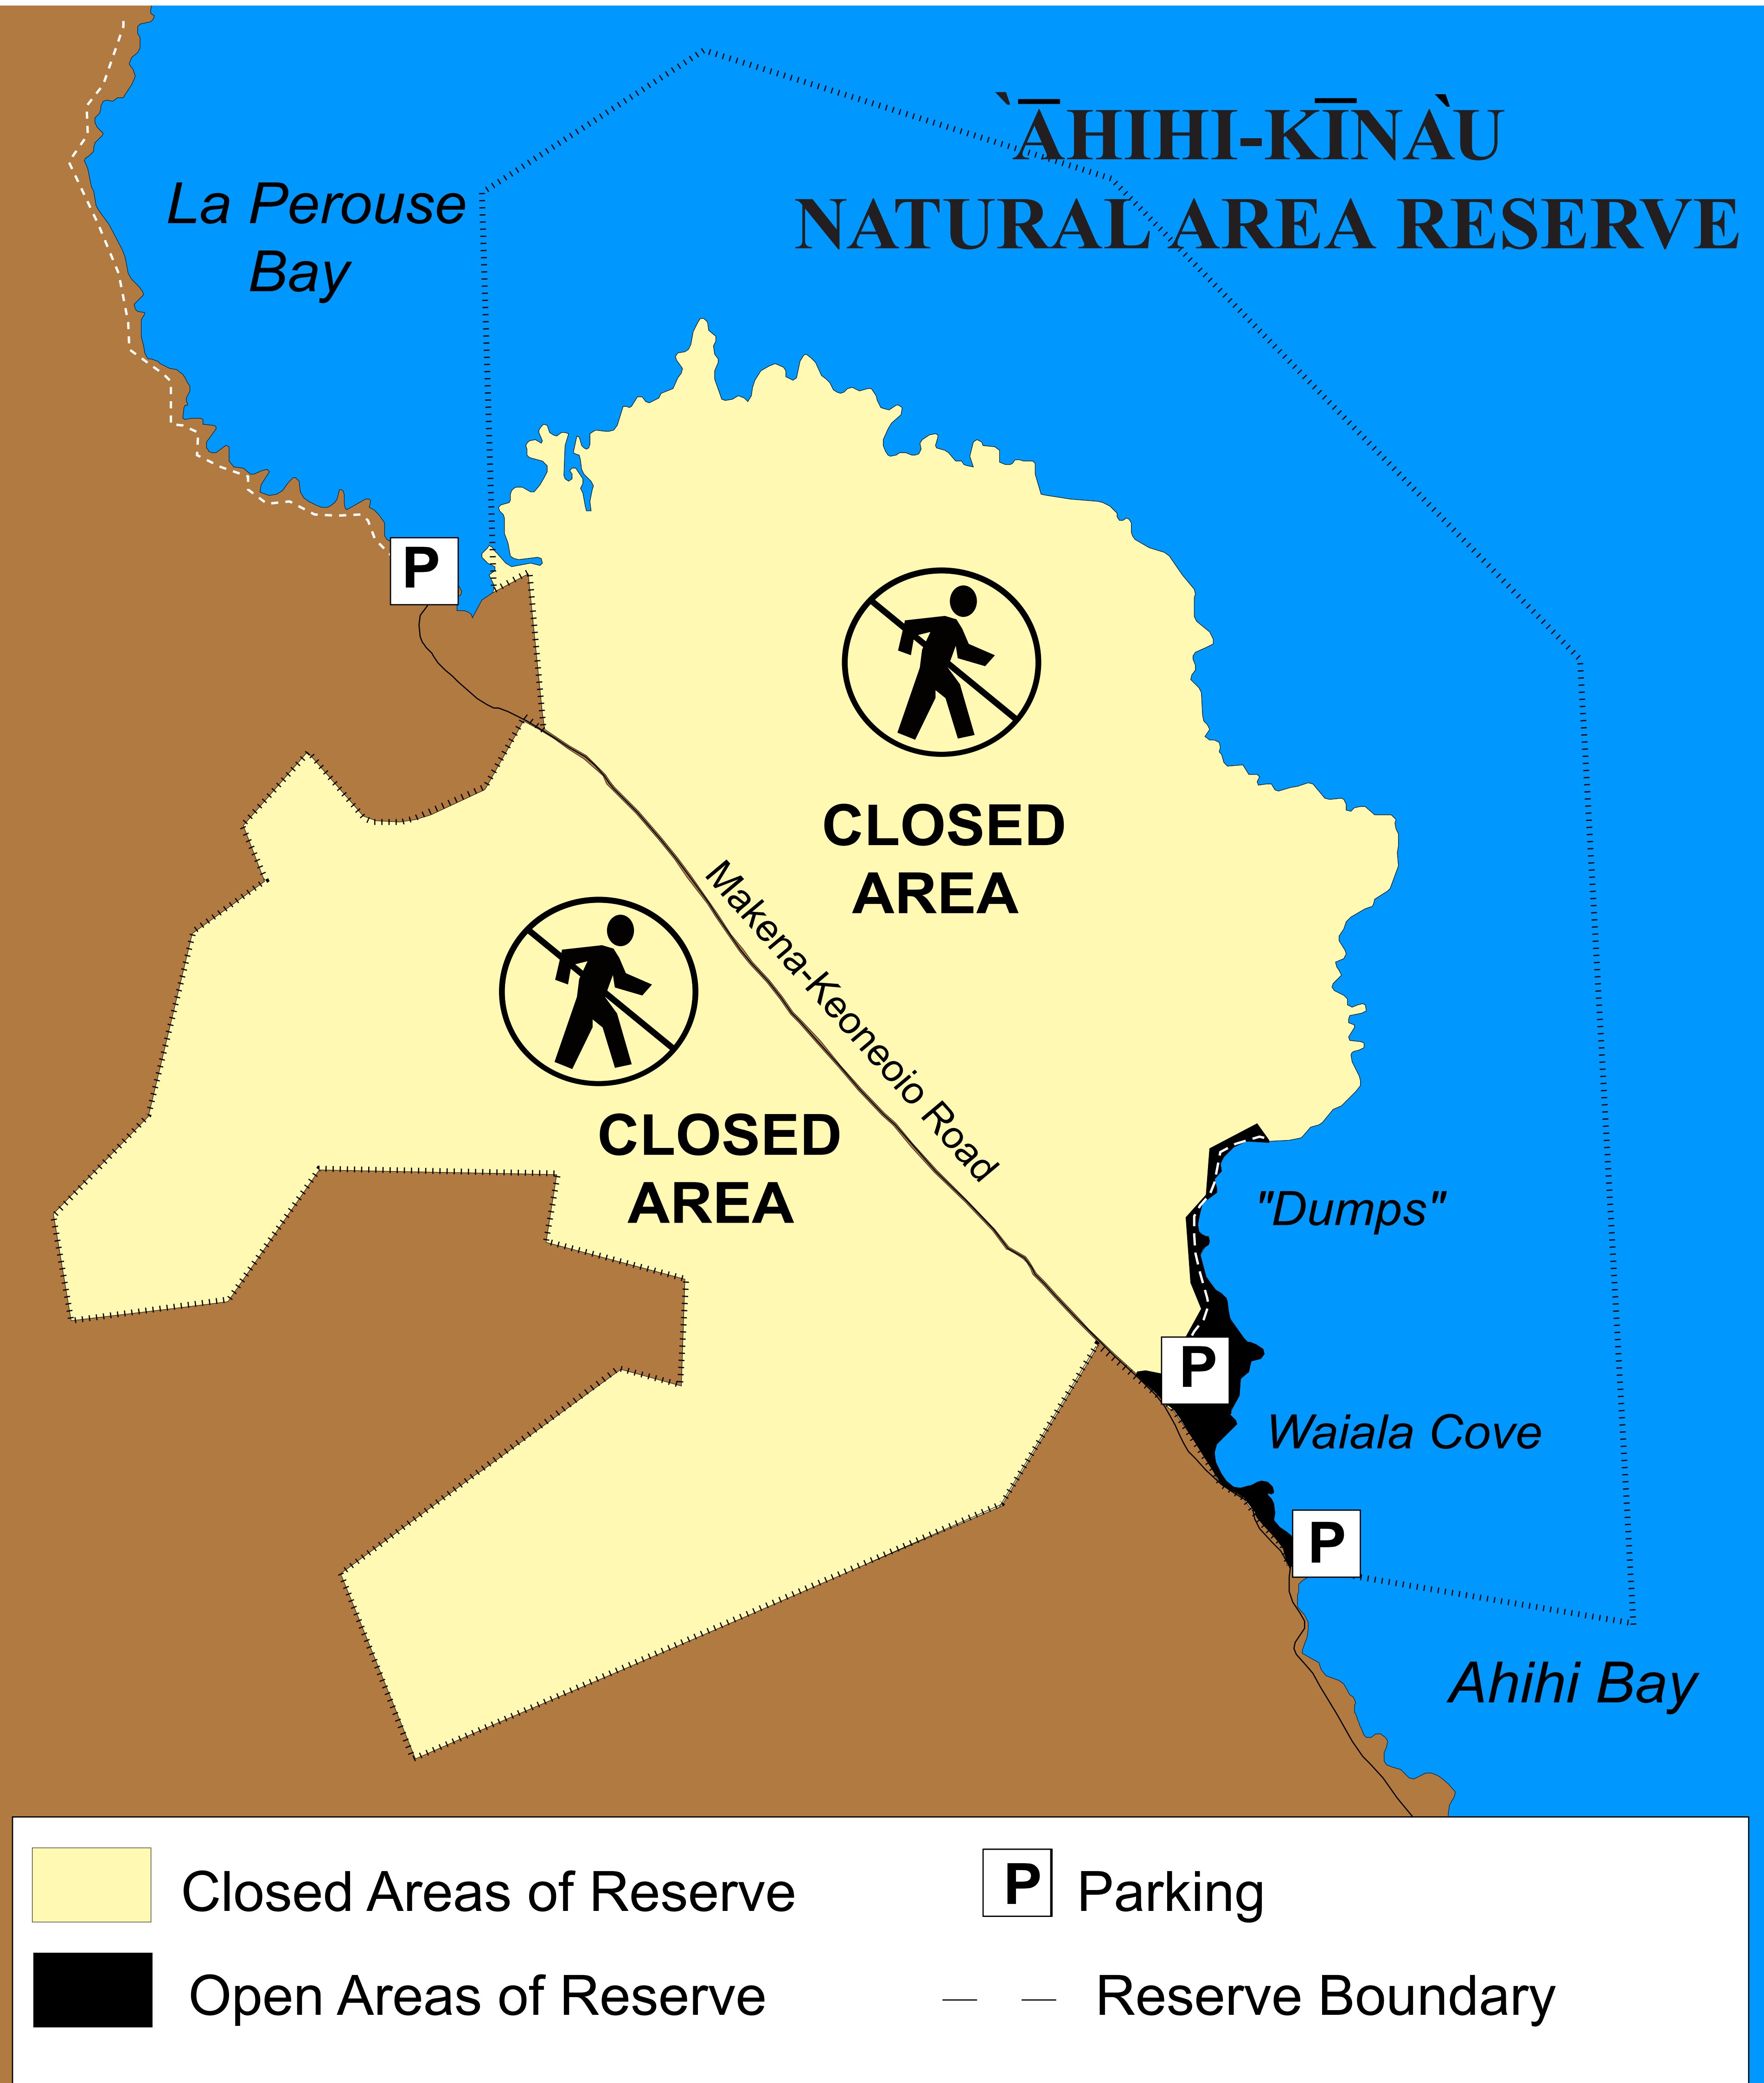 `ĀHIHI-KĪNÀU
NATURAL AREA RESERVE
La Perouse
Bay
P
CLOSED
AREA
Makena-Keoneoio Road
CLOSED
AREA
"Dumps"
P
Waiala Cove
P
Ahihi Bay
Closed Areas of Reserve
P Parking
Open Areas of Reserve
Reserve Boundary